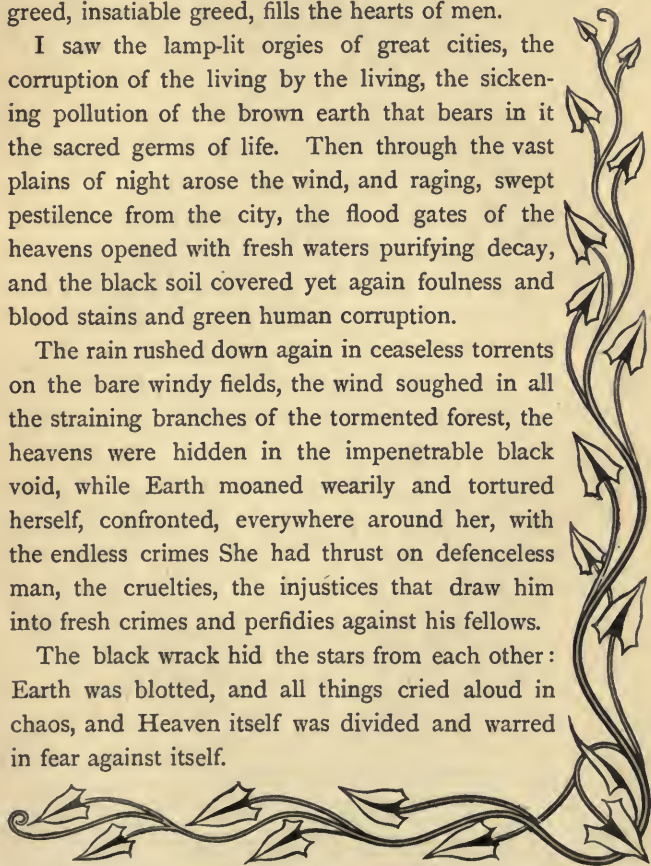 greed, insatiable greed, fills the hearts of men.
I saw the lamp-lit orgies of great cities, the
corruption of the living by the living, the sicken-
ing pollution of the brown earth that bears in it
the sacred germs of life. Then through the vast
plains of night arose the wind, and raging, swept
pestilence from the city, the flood gates of the
heavens opened with fresh waters purifying decay,
and the black soil covered yet again foulness and
blood stains and green human corruption.
The rain rushed down again in ceaseless torrents
on the bare windy fields, the wind soughed in all
the straining branches of the tormented forest, the
heavens were hidden in the impenetrable black
void, while Earth moaned wearily and tortured
herself, confronted, everywhere around her, with
the endless crimes She had thrust on defenceless
man, the cruelties, the injustices that draw him
into fresh crimes and perfidies against his fellows.
The black wrack hid the stars from each other:
Earth was blotted, and all things cried aloud in
chaos, and Heaven itself was divided and warred
in fear against itself.